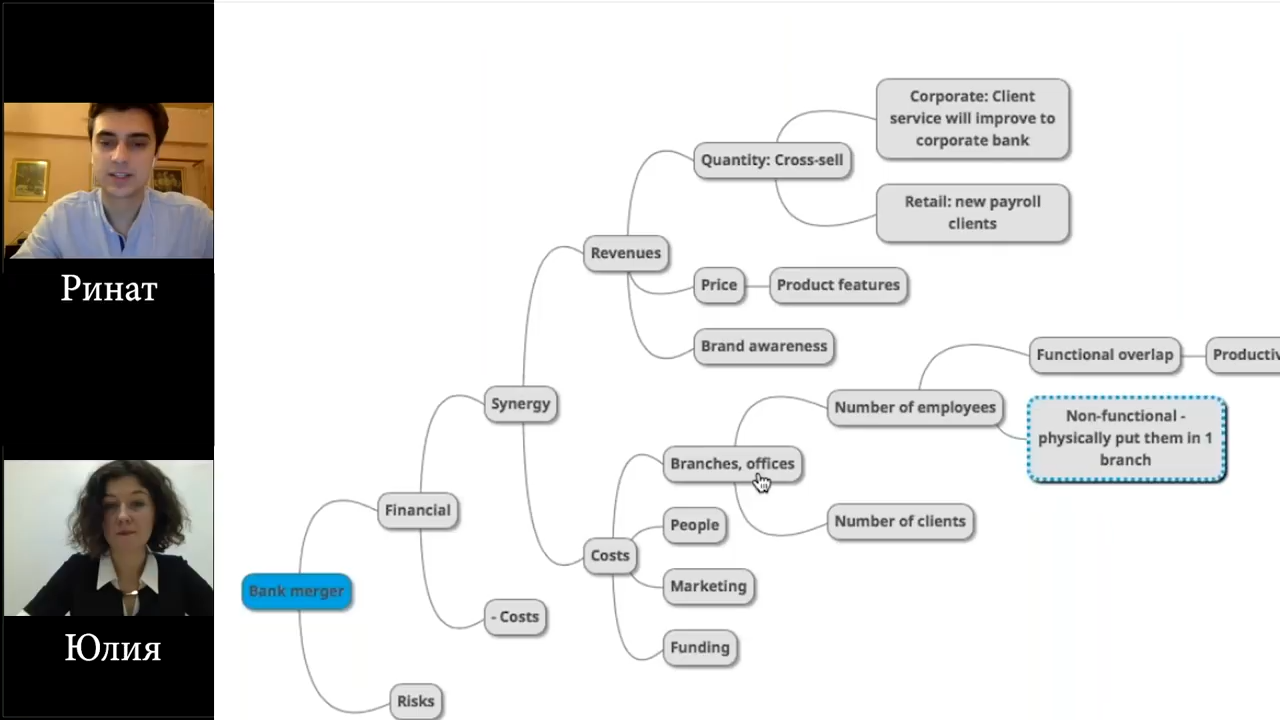 Ринат
Юлия
Corporate: Client
service will improve to
corporate bank
Quantity: Cross-sell
Retail: new payroll
clients
Revenues
Price
Product features
Brand awareness
Functional overlap
Synergy
Number of employees
Non-functional -
physically put them in 1
branch
Branches, offices
Financial
Number of clients
People
Costs
Marketing
Bank merger
- Costs
Funding
Risks